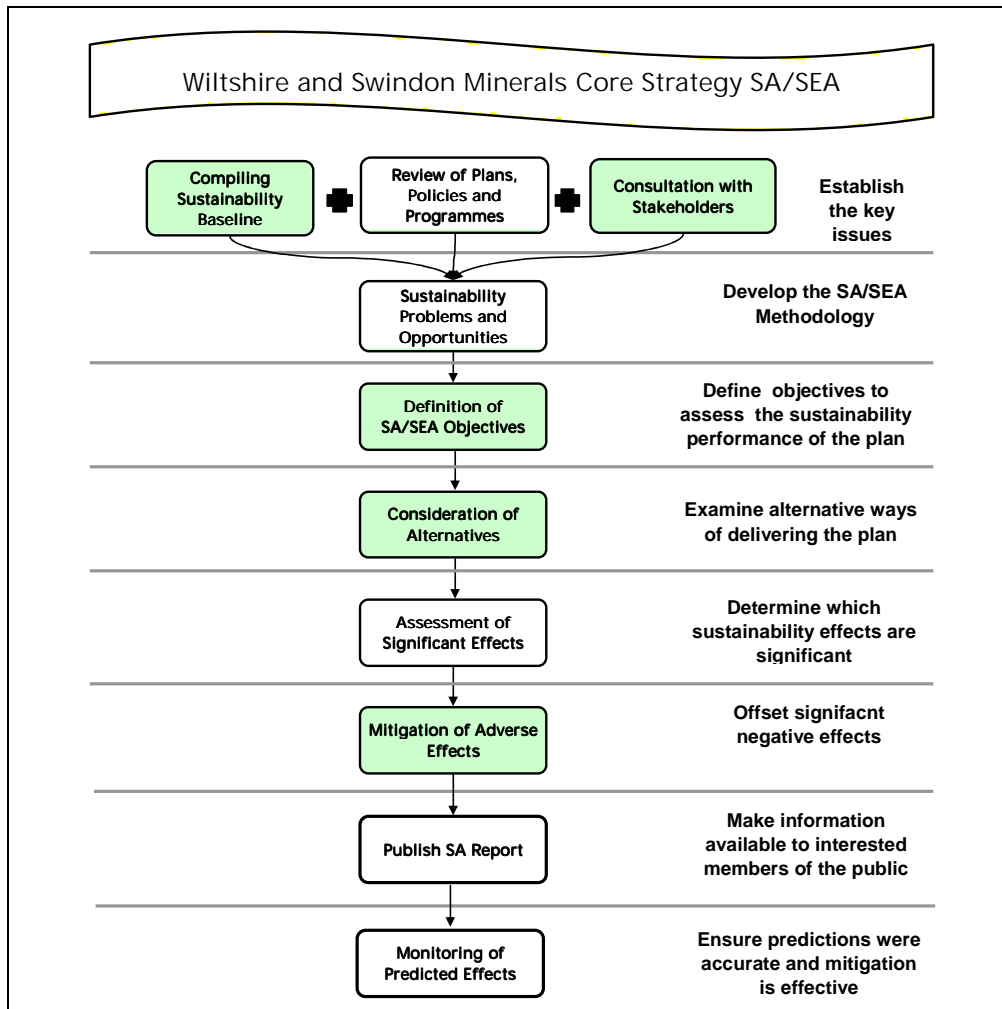 Wiltshire and Swindon Minerals Core Strategy SA/SEA
Compiling
Sustainability
Baseline
Review of Plans,
Policies and
Programmes
Consultation with
Stakeholders
Establish
the key
issues
Sustainability
Problems and
Opportunities
Develop the SA/SEA
Methodology
Definition of
SA/SEA Objectives
Define objectives to
assess the sustainability
performance of the plan
Consideration of
Alternatives
Examine alternative ways
of delivering the plan
Assessment of
Significant Effects
Determine which
sustainability effects are
significant
Mitigation of Adverse
Effects
Offset signifacnt
negative effects
Publish SA Report
Make information
available to interested
members of the public
Monitoring of
Predicted Effects
Ensure predictions were
accurate and mitigation
is effective